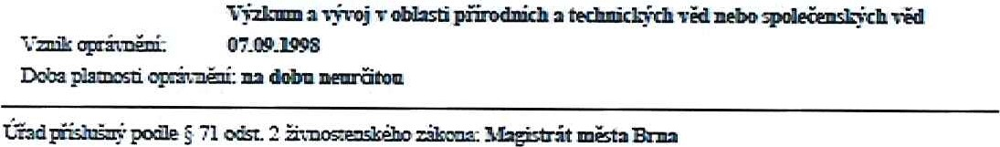 Výzkum a vývoj v oblasti přírodních a technických věd nebo společenských věd
Vznik oprávnění: 07.09.1998
Doba platnosti oprávnění: na dobu neurčitou
Úřad příslušný podle § 71 odst. 2 živnostenského zákona: Magistrát města Brna